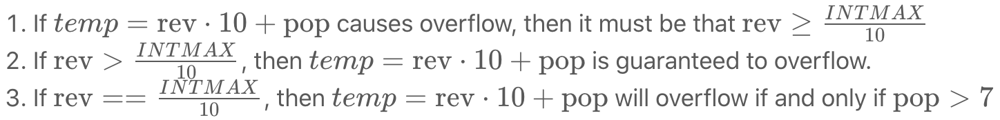 1. If $temp = \text{rev} \cdot 10 + \text{pop}$ causes overflow, then it must be that $\text{rev} \geq \frac{INTMAX}{10}$
2. If $\text{rev} > \frac{INTMAX}{10}$, then $temp = \text{rev} \cdot 10 + \text{pop}$ is guaranteed to overflow.
3. If $\text{rev} == \frac{INTMAX}{10}$, then $temp = \text{rev} \cdot 10 + \text{pop}$ will overflow if and only if $\text{pop} > 7$